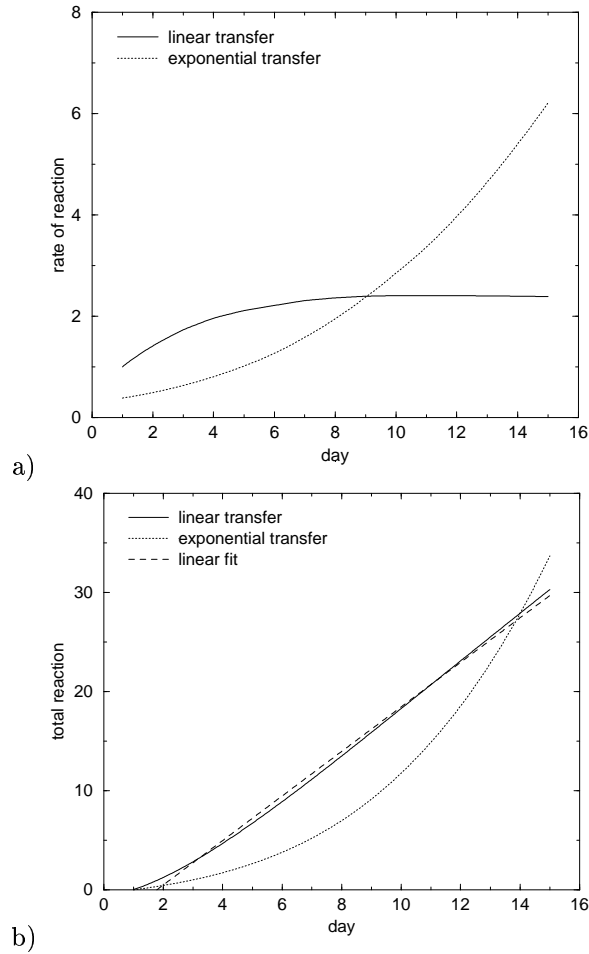 8
linear transfer
exponential transfer
6
rate of reaction
4
2
0
0 2 4 6 8 10 12 14 16
day
a)
40
linear transfer
exponential transfer
linear fit
30
total reaction
20
10
0
0 2 4 6 8 10 12 14 16
day
b)